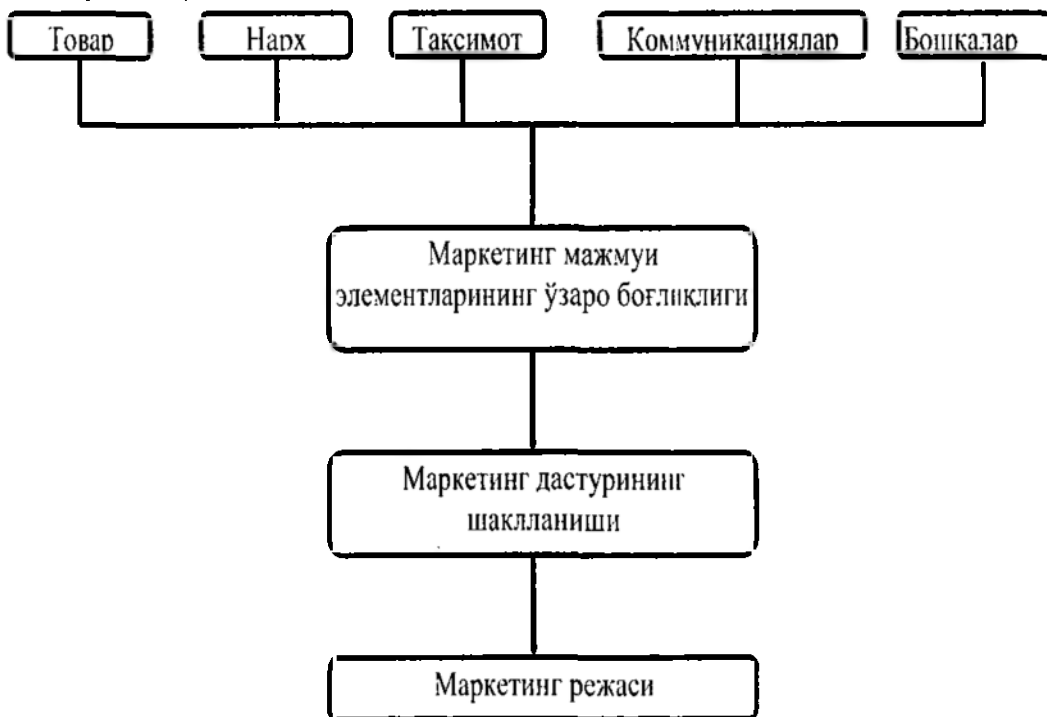 Товар
Нарх
Таксимот
Коммуникациялар
Бошкалар
Маркетинг мажмуи
элементларининг ўзаро боғлиқлиги
Маркетинг дастурининг
шаклланиши
Маркетинг режаси